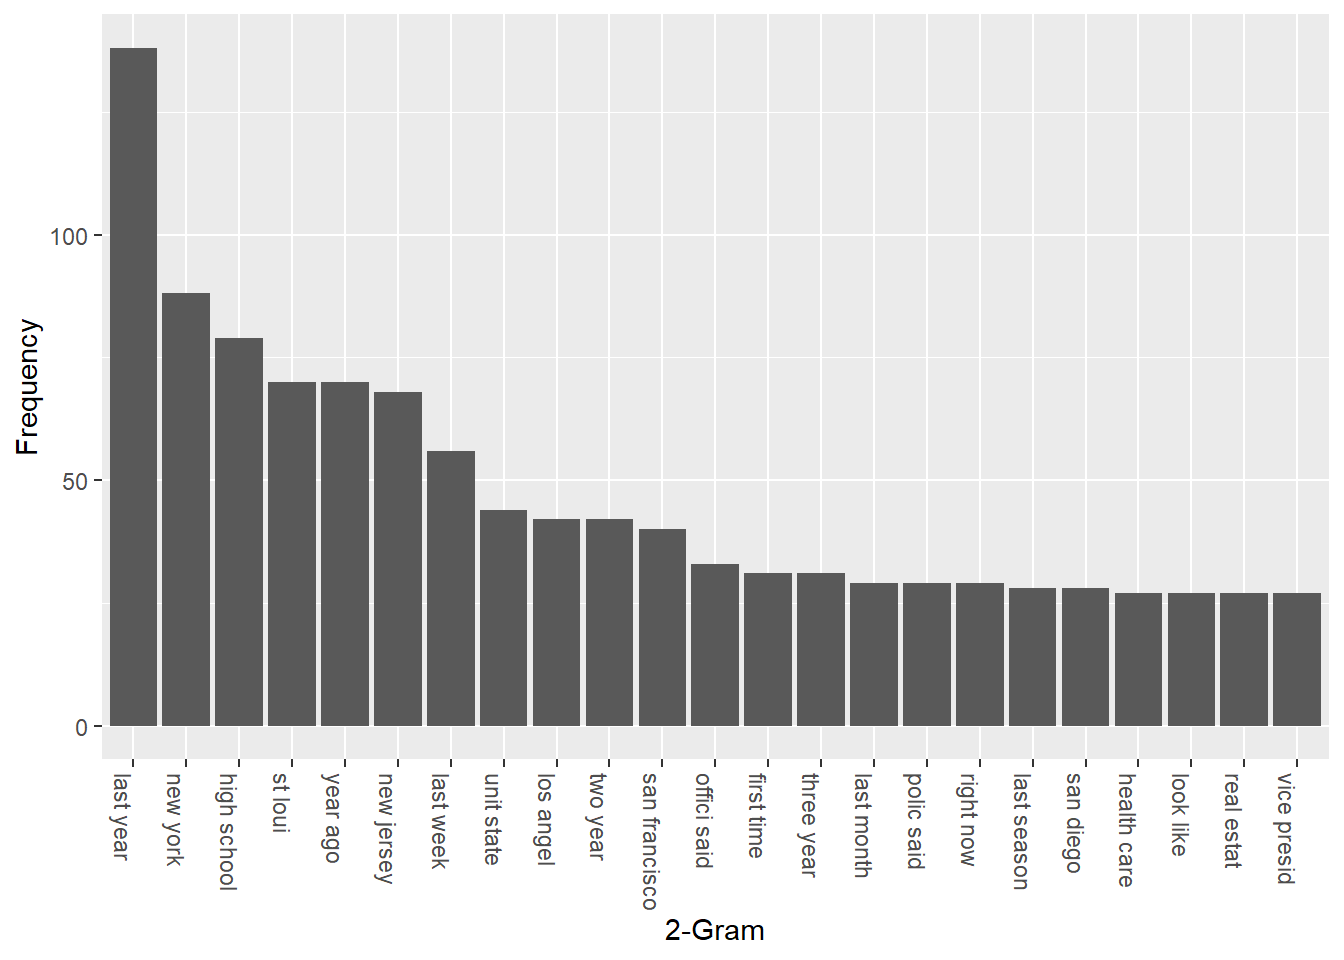 Frequency
100
50
0
last year
new york
high school
st loui
year ago
new jersey
last week
unit state
los angel
two year
san francisco
offici said
first time
three year
last month
polic said
right now
last season
san diego
health care
look like
real estat
vice presid
2-Gram